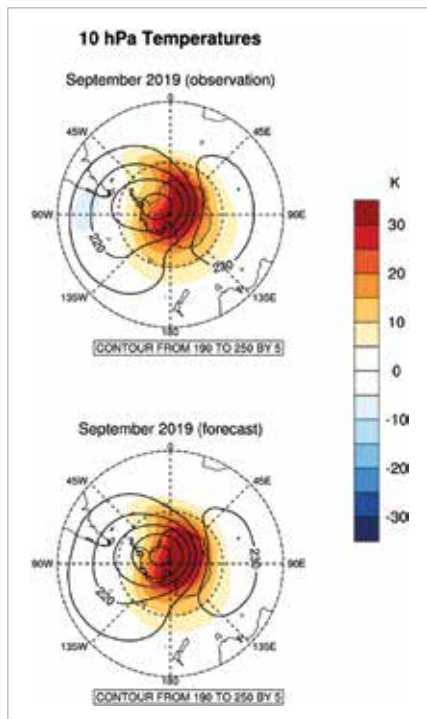 10 hPa Temperatures
September 2019 (observation)
0
45W
45E
90W
90E
220
230
135W
135E
180
CONTOUR FROM 190 TO 250 BY 5
K
30
20
10
0
-10
-20
-30
September 2019 (forecast)
0
45W
45E
90W
90E
220
230
135W
135E
180
CONTOUR FROM 190 TO 250 BY 5